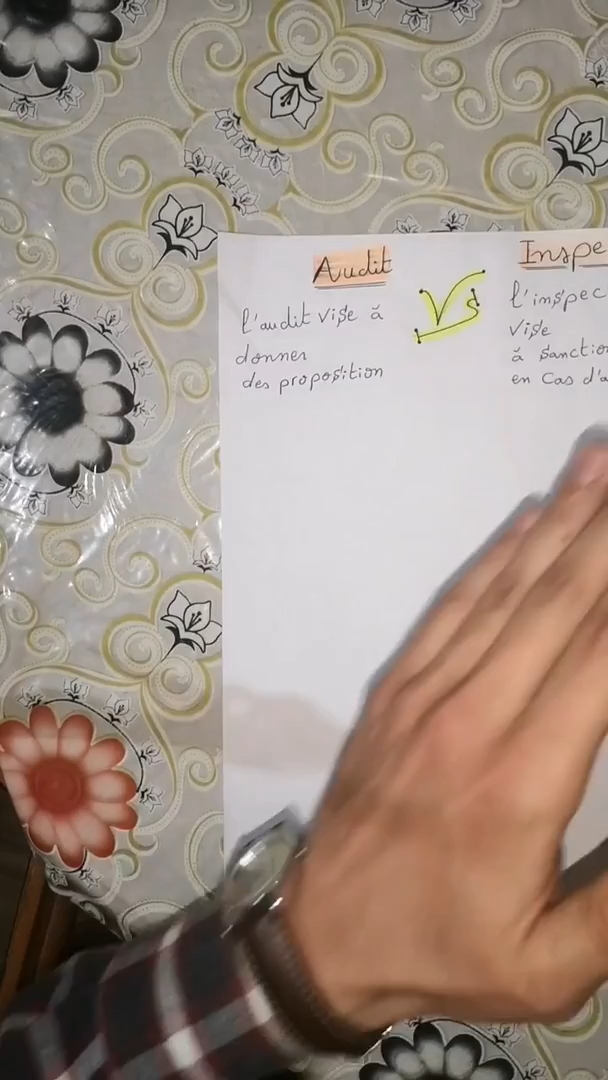 Audit
l'audit vise à
donner
des proposition
Vs
Inspe
l'inspec
vise
à sanction
en cas d'a